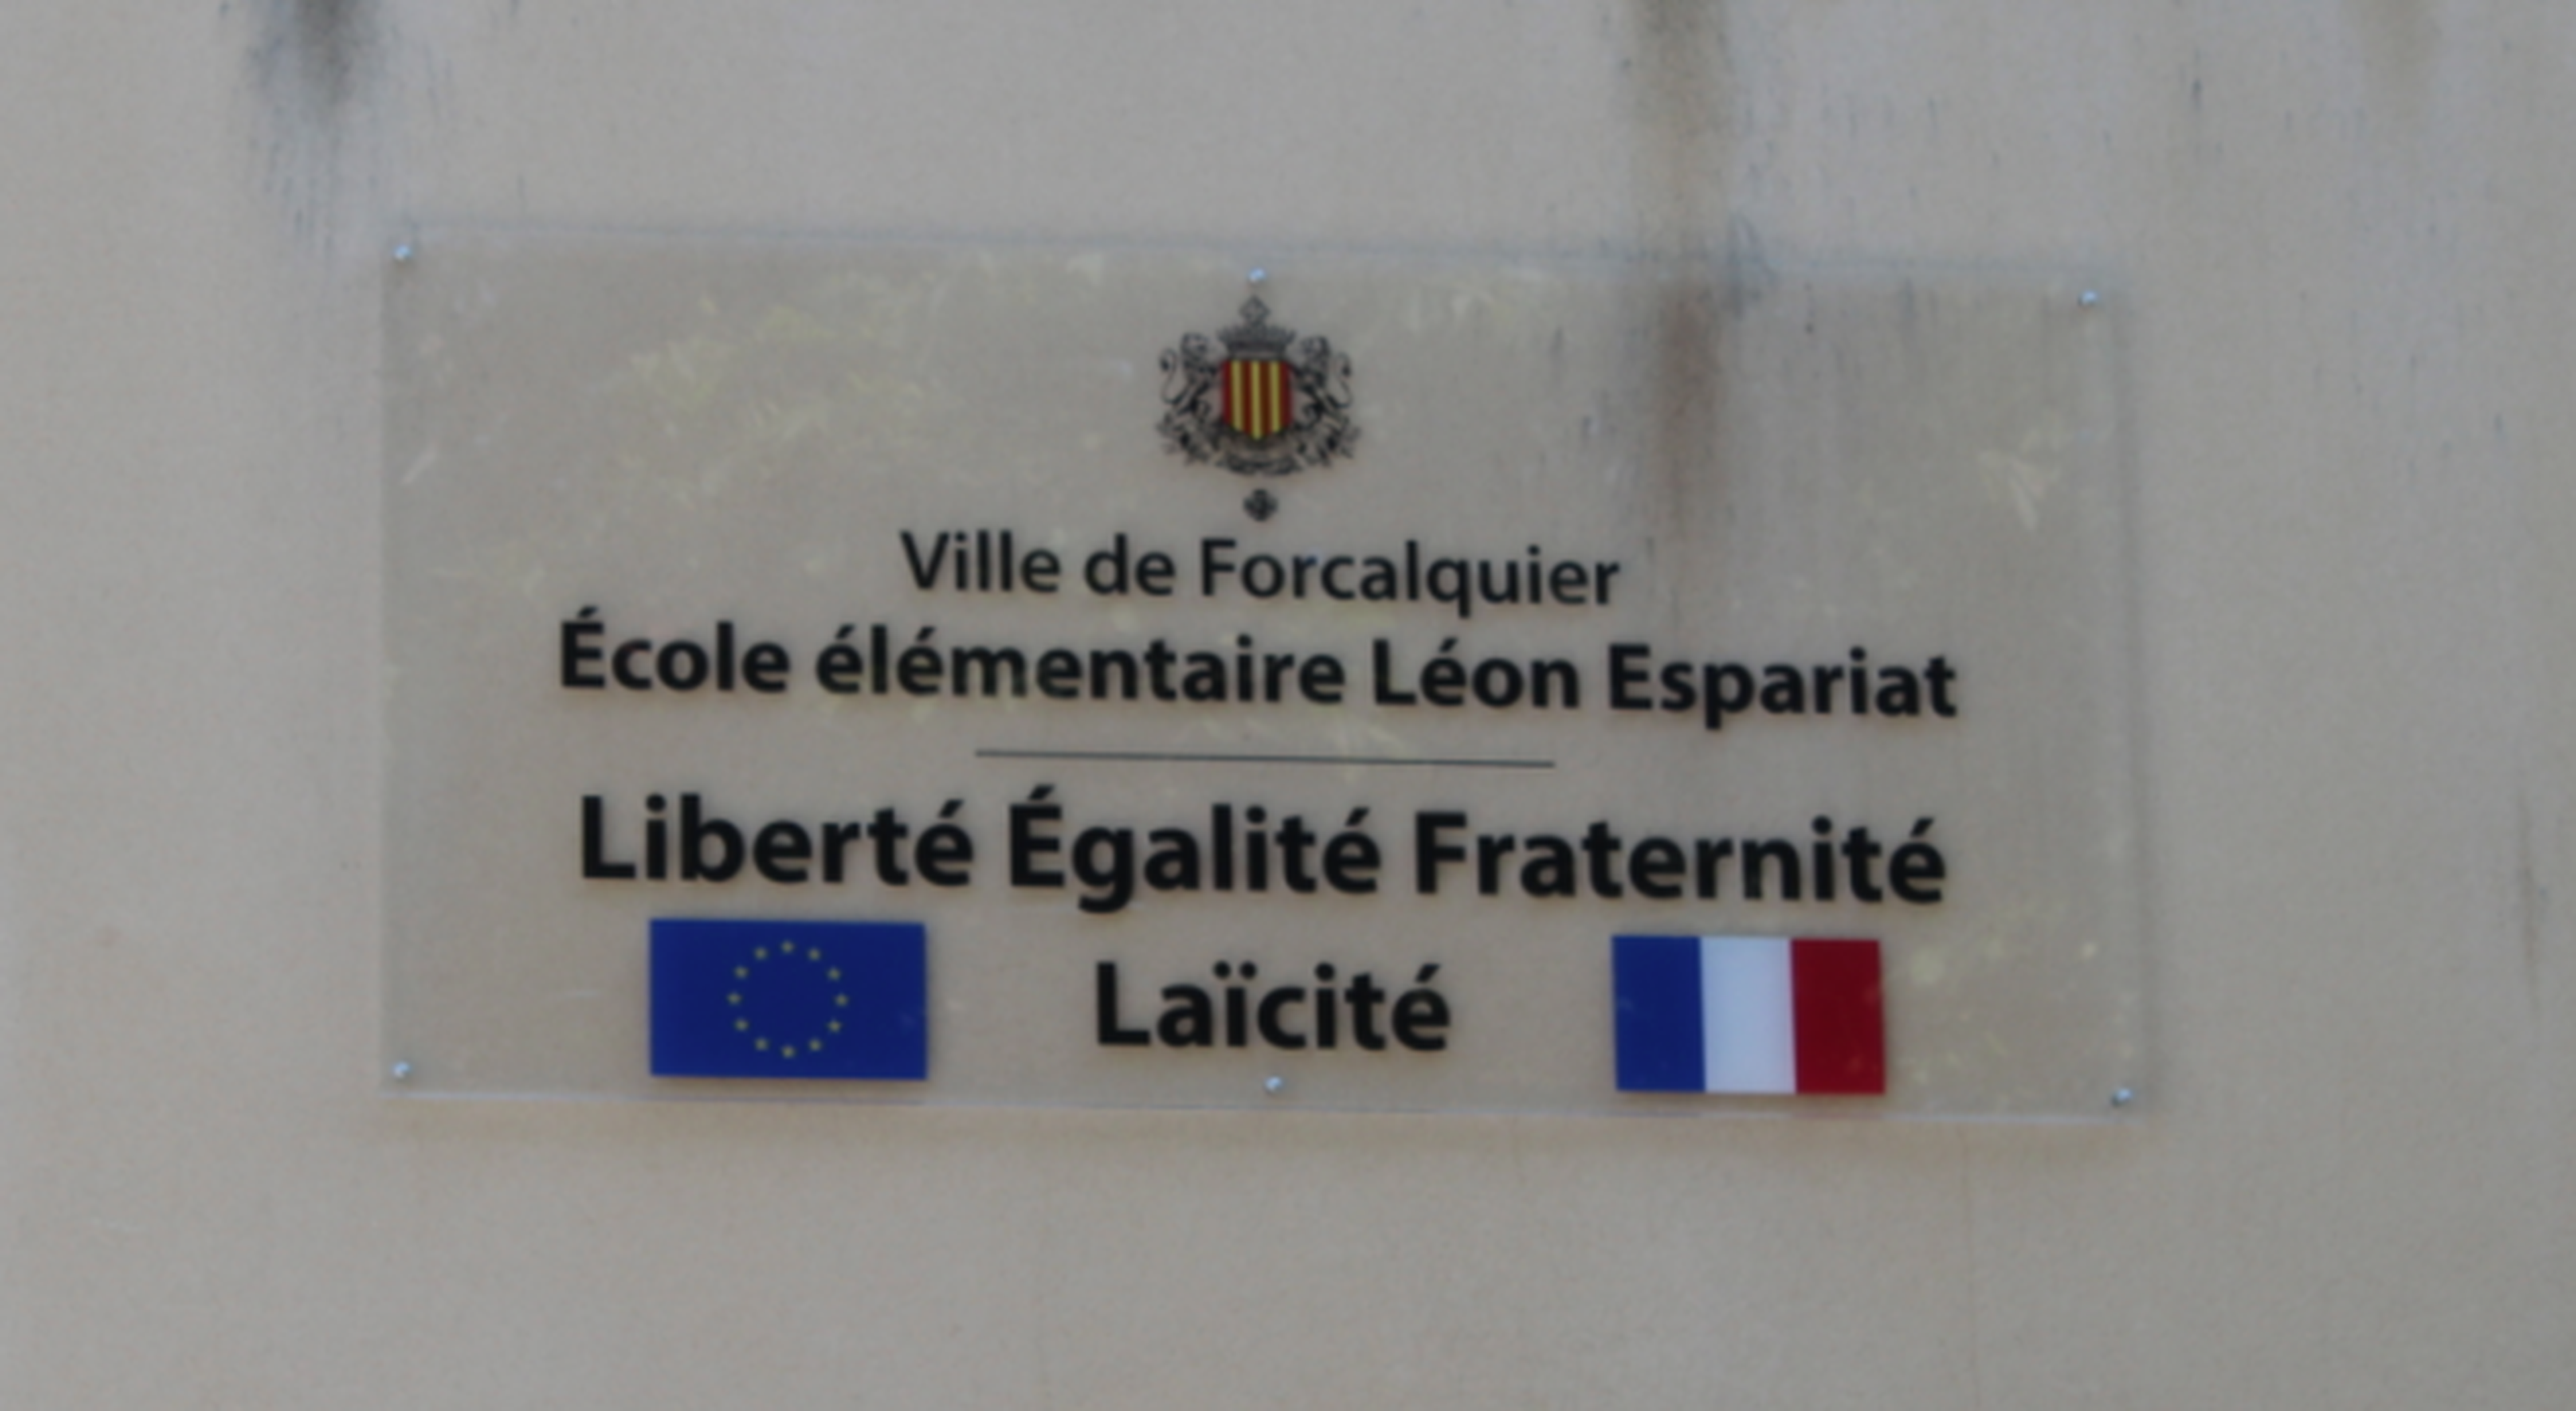 Ville de Forcalquier
École élémentaire Léon Espariat
Liberté Égalité Fraternité
Laïcité